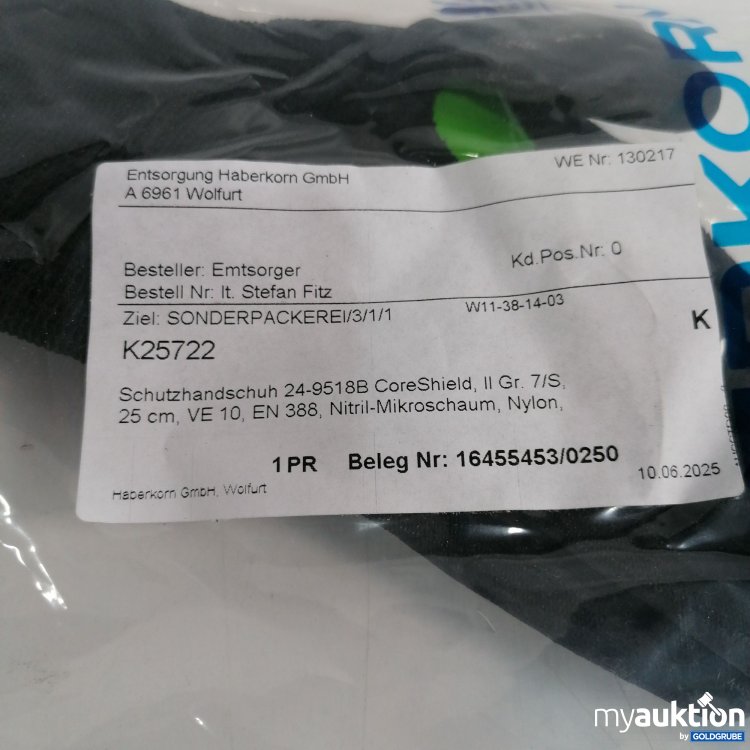 Entsorgung Haberkorn GmbH
A 6961 Wolfurt
WE Nr: 130217
Besteller: Emtsorger
Kd.Pos.Nr: 0
Bestell Nr: lt. Stefan Fitz
Ziel: SONDERPACKEREI/3/1/1
W11-38-14-03
K
K25722
Schutzhandschuh 24-9518B CoreShield, II Gr. 7/S,
25 cm, VE 10, EN 388, Nitril-Mikroschaum, Nylon,
1 PR Beleg Nr: 16455453/0250
10.06.2025
Haberkorn GmbH, Wolfurt
RKOR
myauktion
by GOLDGRUBE